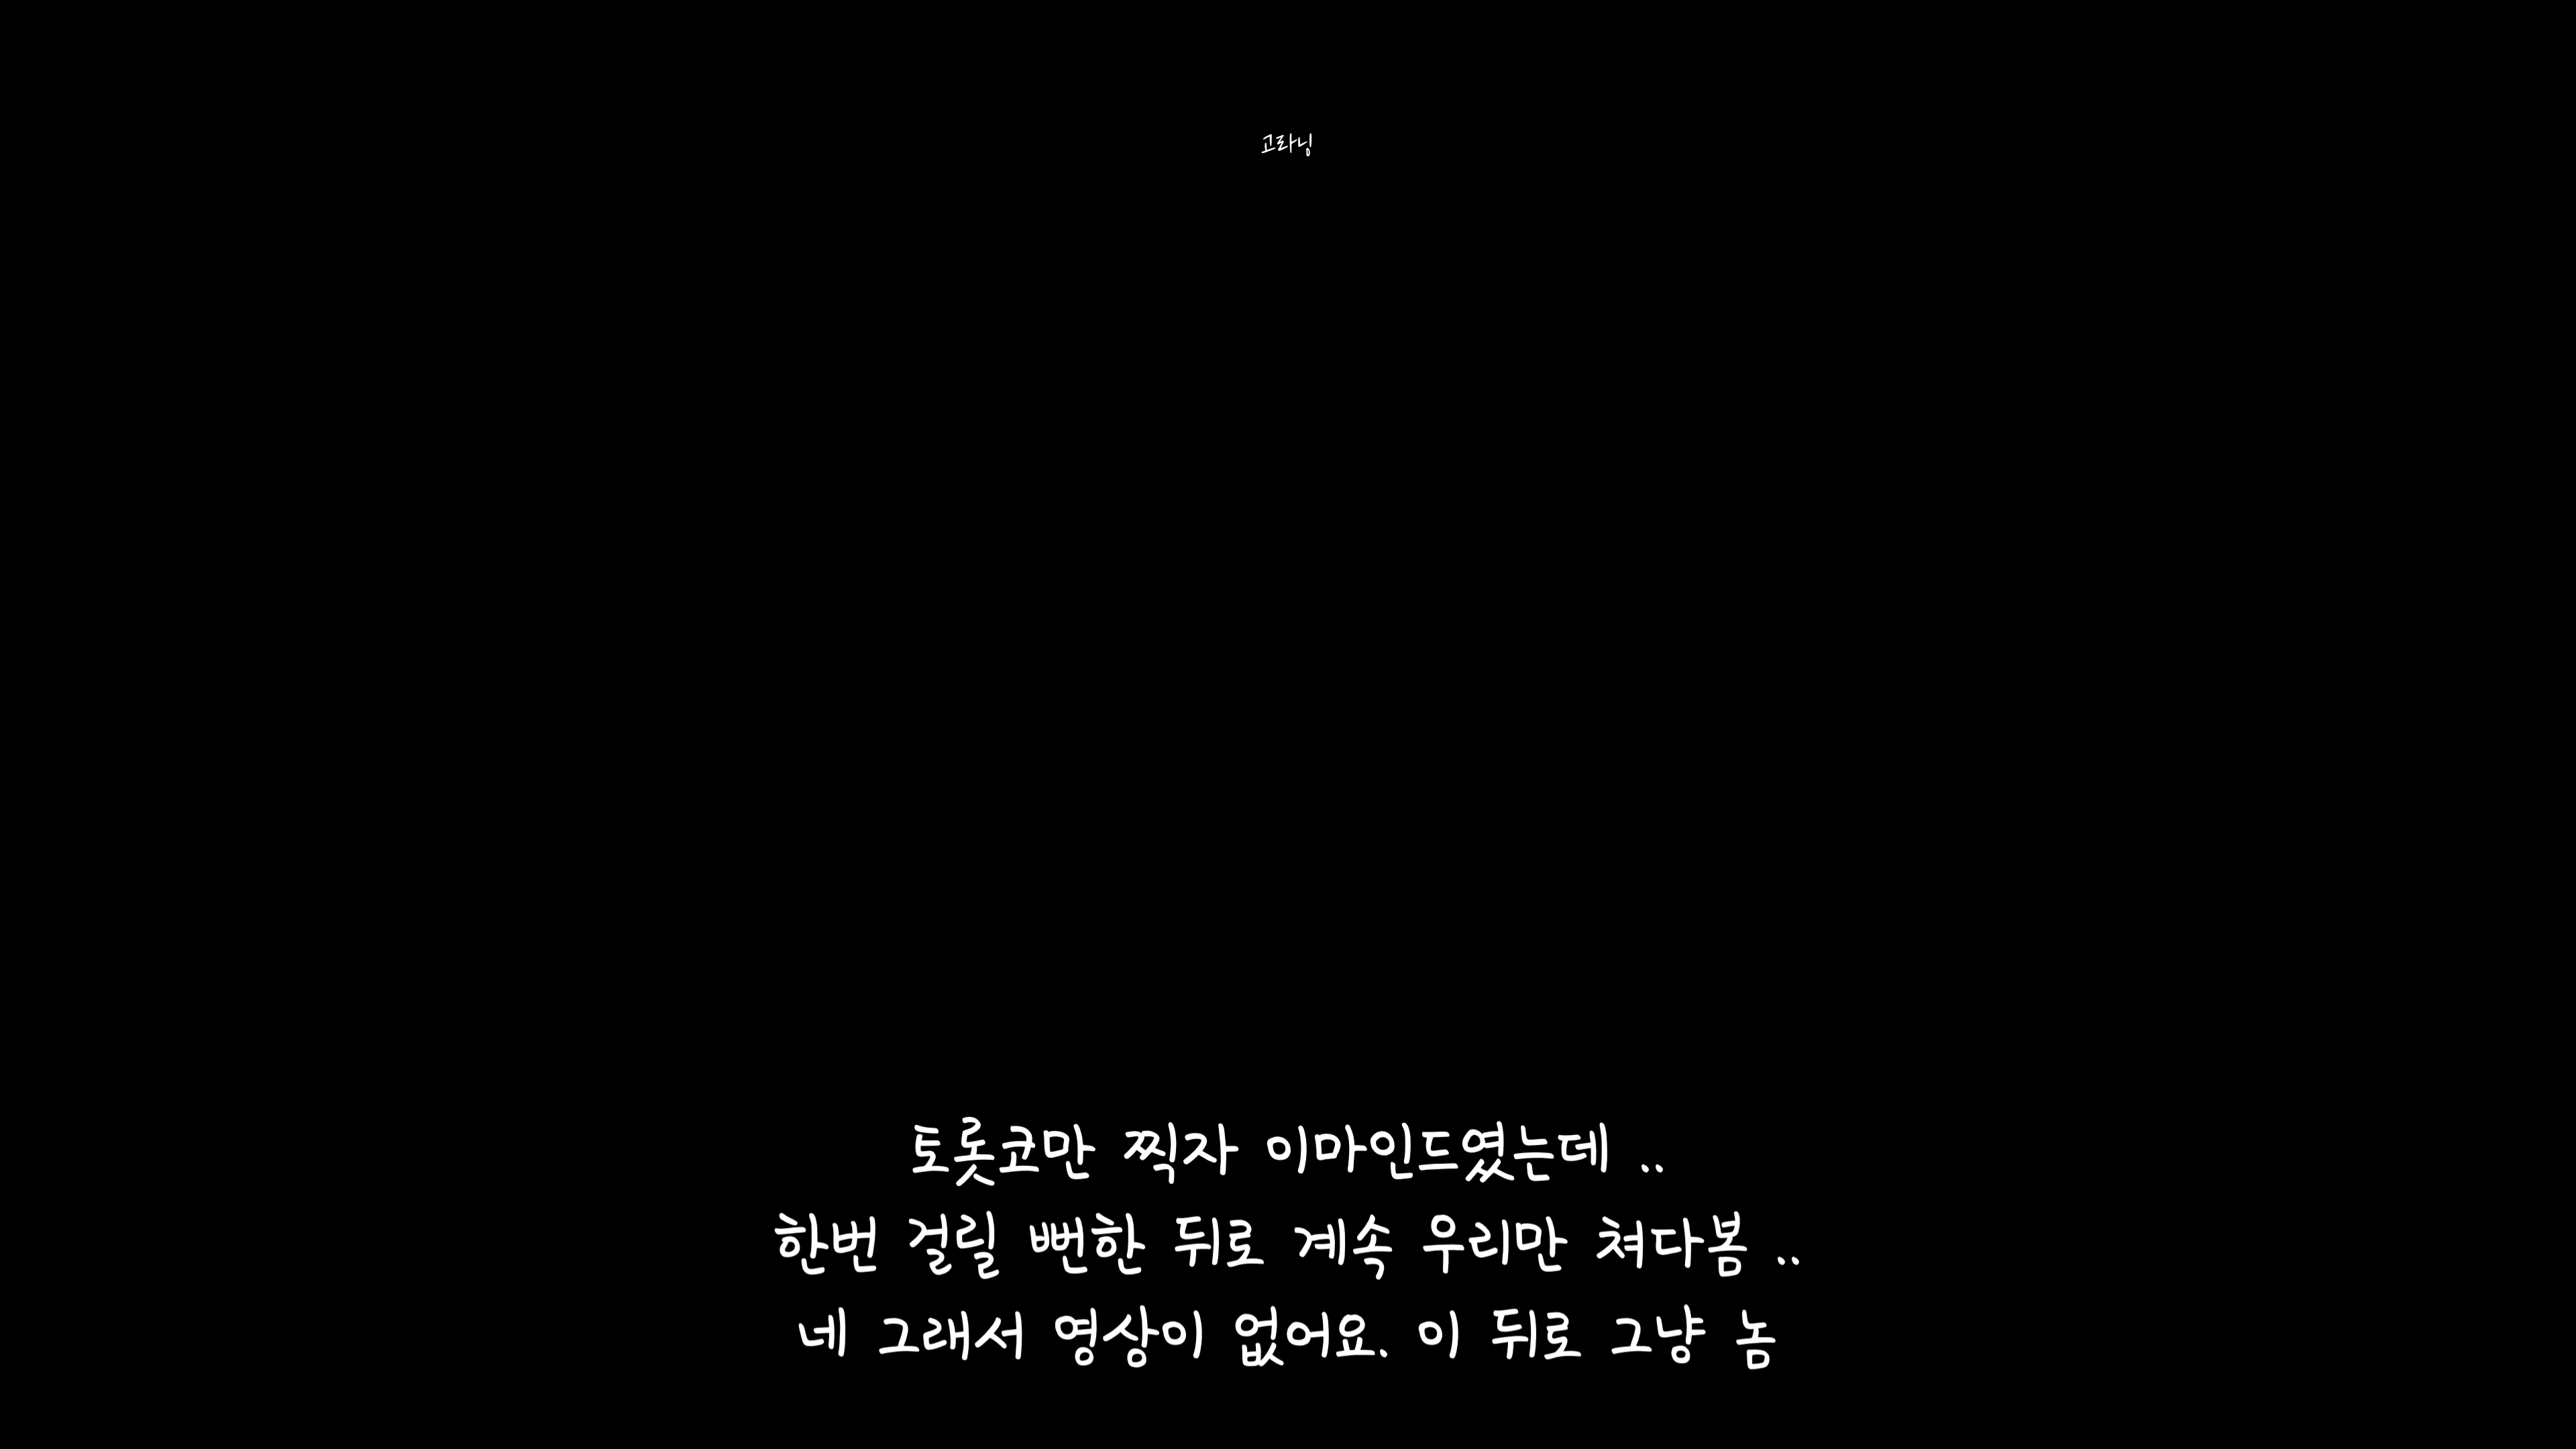 고라닝
토롯쿄만 찍자 이마인드였는데 ..
한번 걸릴 뻔한 뒤로 계속 우리만 쳐다봄 ..
네 그래서 영상이 없어요. 이 뒤로 그냥 놈